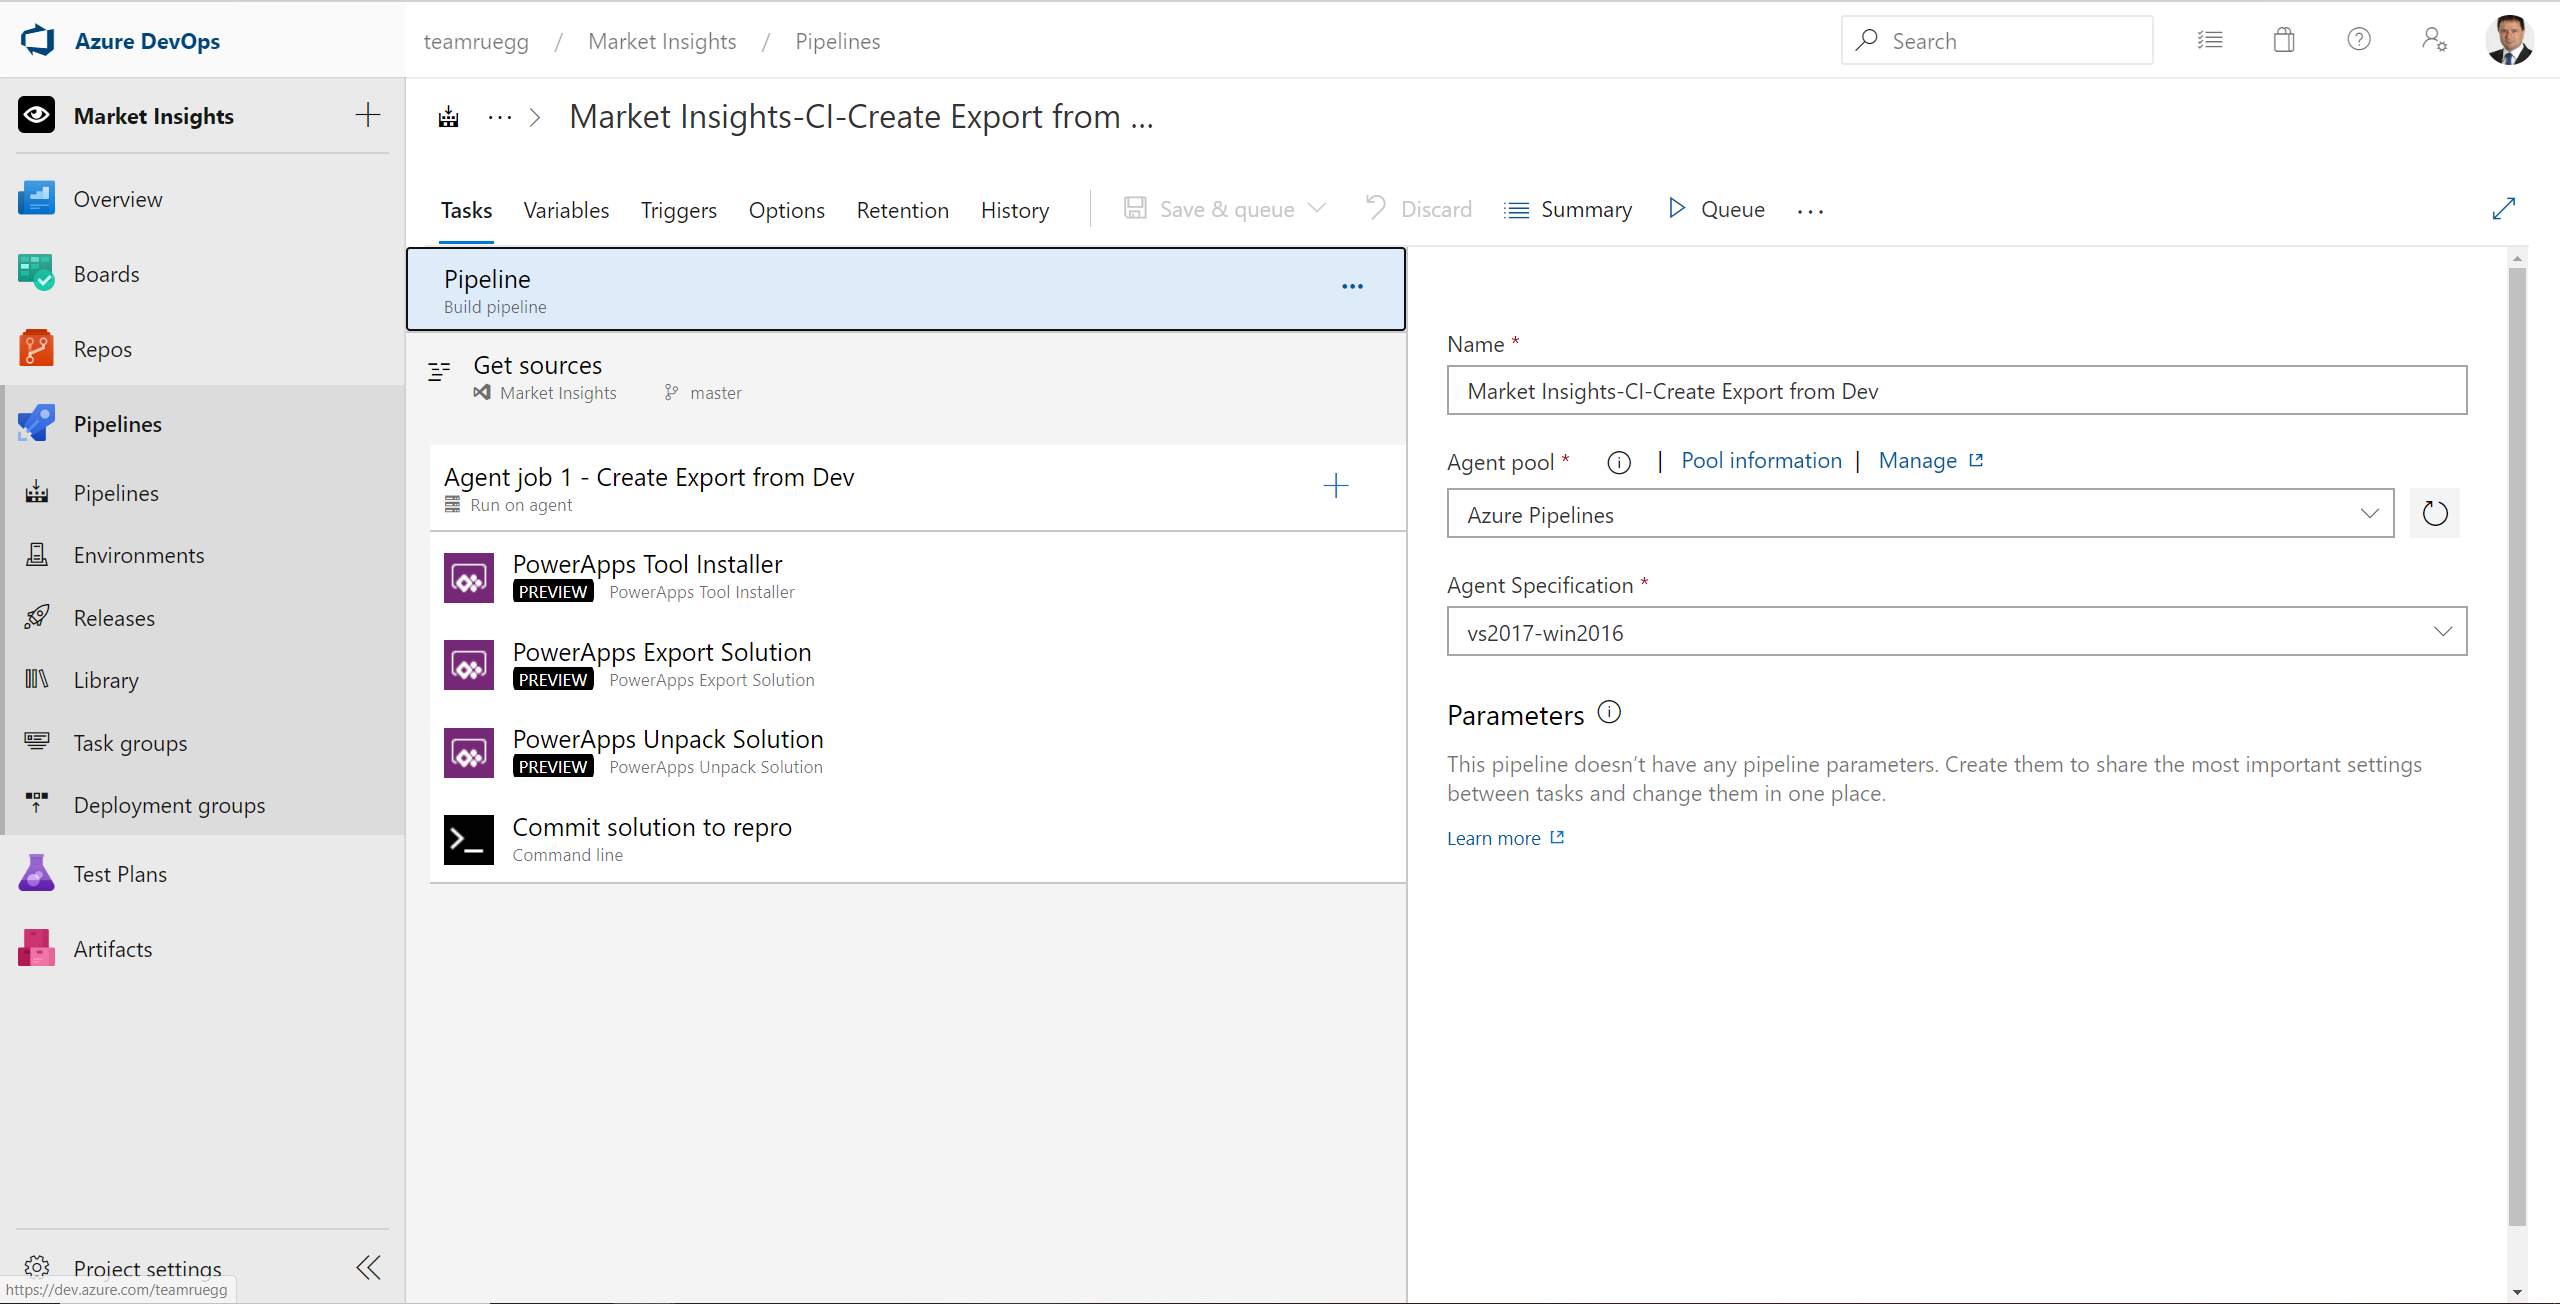 Azure DevOps
teamruegg / Market Insights / Pipelines
Search
Market Insights
Overview
Boards
Repos
Pipelines
Pipelines
Environments
Releases
Library
Task groups
Deployment groups
Test Plans
Artifacts
Project settings
https://dev.azure.com/teamruegg
... > Market Insights-CI-Create Export from ...
Tasks Variables Triggers Options Retention History Save & queue Discard Summary Queue ...
Pipeline ...
Build pipeline
Get sources
Market Insights master
Agent job 1 - Create Export from Dev
Run on agent
PowerApps Tool Installer
PREVIEW PowerApps Tool Installer
PowerApps Export Solution
PREVIEW PowerApps Export Solution
PowerApps Unpack Solution
PREVIEW PowerApps Unpack Solution
Commit solution to repro
Command line
Name *
Market Insights-CI-Create Export from Dev
Agent pool * | Pool information | Manage
Azure Pipelines
Agent Specification *
vs2017-win2016
Parameters
This pipeline doesn't have any pipeline parameters. Create them to share the most important settings
between tasks and change them in one place.
Learn more